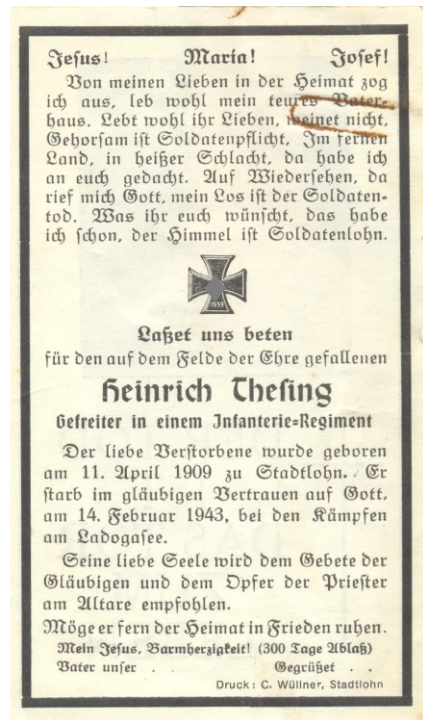 Jesus! Maria! Josef!
Von meinen Lieben in der Heimat zog
ich aus, leb wohl mein teures Vater-
haus. Lebt wohl ihr Lieben, weinet nicht,
Gehorsam ist Soldatenpflicht. Im fernen
Land, in heißer Schlacht, da habe ich
an euch gedacht. Auf Wiedersehen, da
rief mich Gott, mein Los ist der Soldaten-
tod. Was ihr euch wünscht, das habe
ich schon, der Himmel ist Soldatenlohn.
1939
Laßet uns beten
für den auf dem Felde der Ehre gefallenen
Heinrich Thesing
Gefreiter in einem Infanterie-Regiment
Der liebe Verstorbene wurde geboren
am 11. April 1909 zu Stadtlohn. Er
starb im gläubigen Vertrauen auf Gott,
am 14. Februar 1943, bei den Kämpfen
am Ladogasee.
Seine liebe Seele wird dem Gebete der
Gläubigen und dem Opfer der Priester
am Altare empfohlen.
Möge er fern der Heimat in Frieden ruhen.
Mein Jesus, Barmherzigkeit! (300 Tage Ablaß)
Vater unser . . Gegrüßet . .
Druck: C. Wüllner, Stadtlohn